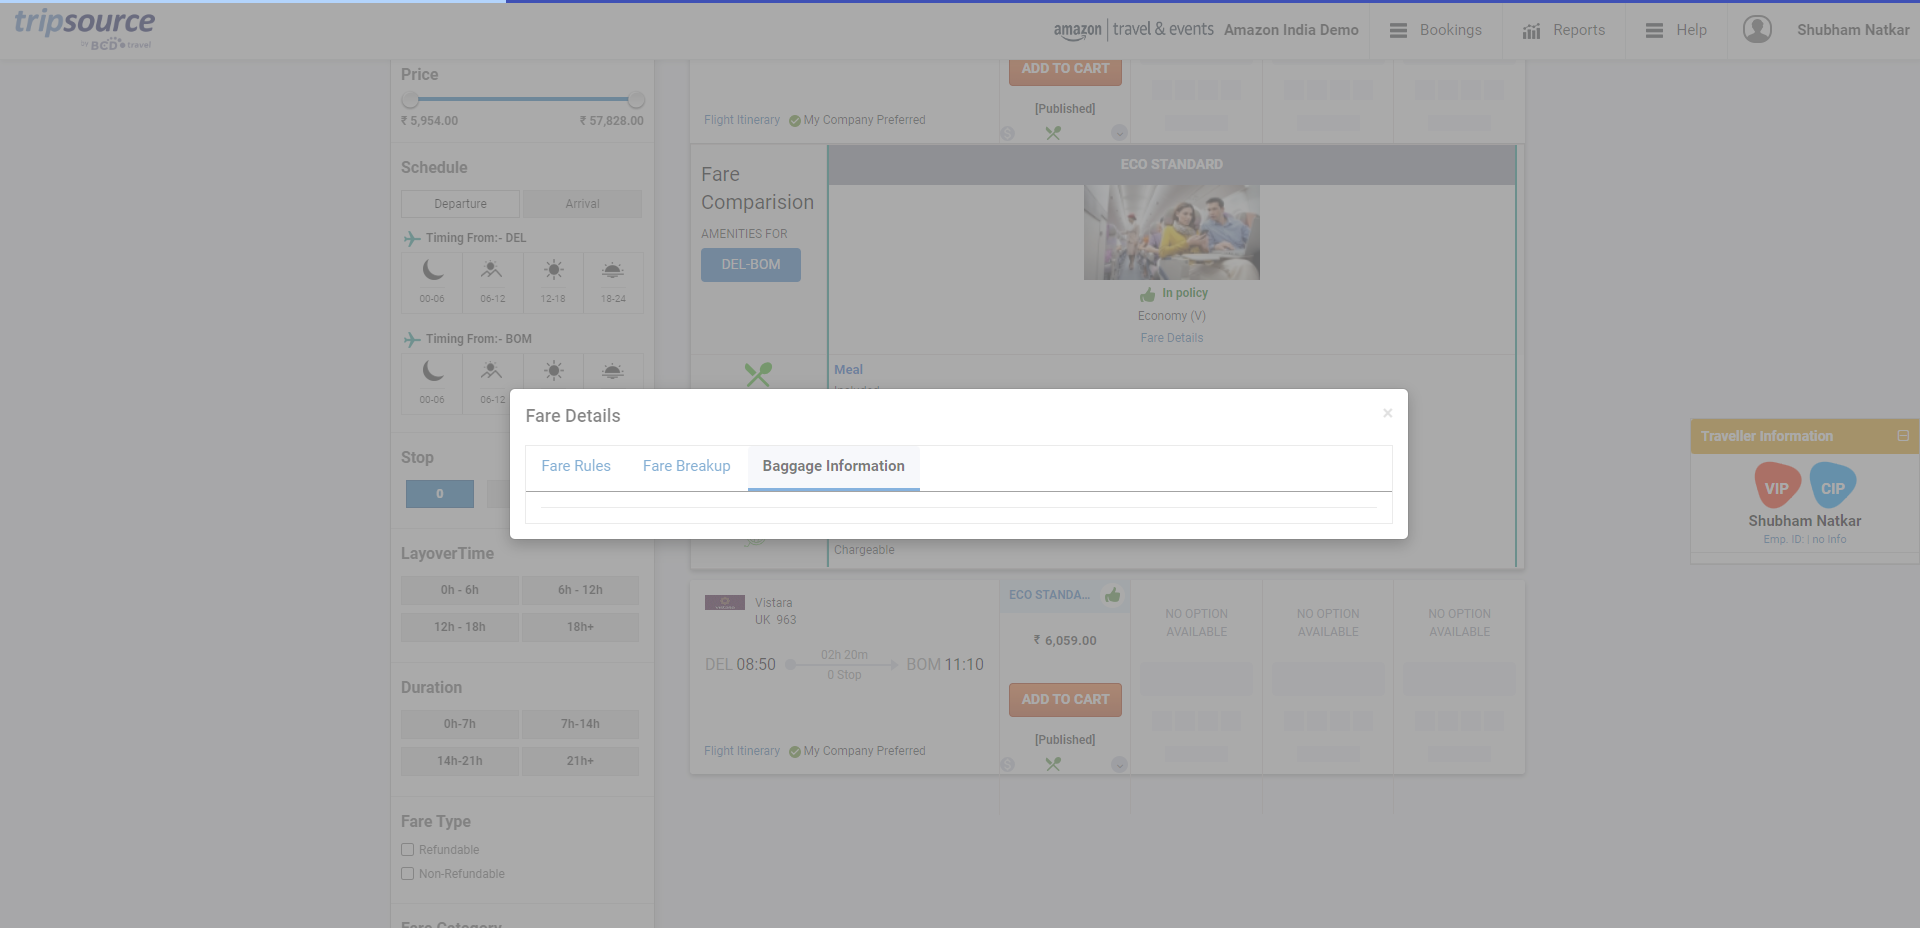 tripsource
by BCD travel
amazon travel & events Amazon India Demo
Bookings
Reports
Help
Shubham Natkar
Price
₹ 5,954.00 ₹ 57,828.00
Schedule
Departure Arrival
Timing From:- DEL
00-06 06-12 12-18 18-24
Timing From:- BOM
00-06 06-12
Stop
0
LayoverTime
0h - 6h 6h - 12h
12h - 18h 18h+
Duration
0h-7h 7h-14h
14h-21h 21h+
Fare Type
Refundable
Non-Refundable
Fare Category
ADD TO CART
[Published]
Flight Itinerary My Company Preferred
Fare
Comparision
AMENITIES FOR
DEL-BOM
ECO STANDARD
In policy
Economy (V)
Fare Details
Meal
Included
Fare Details ×
Fare Rules Fare Breakup Baggage Information
Chargeable
Vistara
UK 963
DEL 08:50 02h 20m BOM 11:10
0 Stop
Flight Itinerary My Company Preferred
ECO STANDA...
₹ 6,059.00
ADD TO CART
[Published]
NO OPTION
AVAILABLE
NO OPTION
AVAILABLE
NO OPTION
AVAILABLE
Traveller Information
VIP CIP
Shubham Natkar
Emp. ID: | no Info